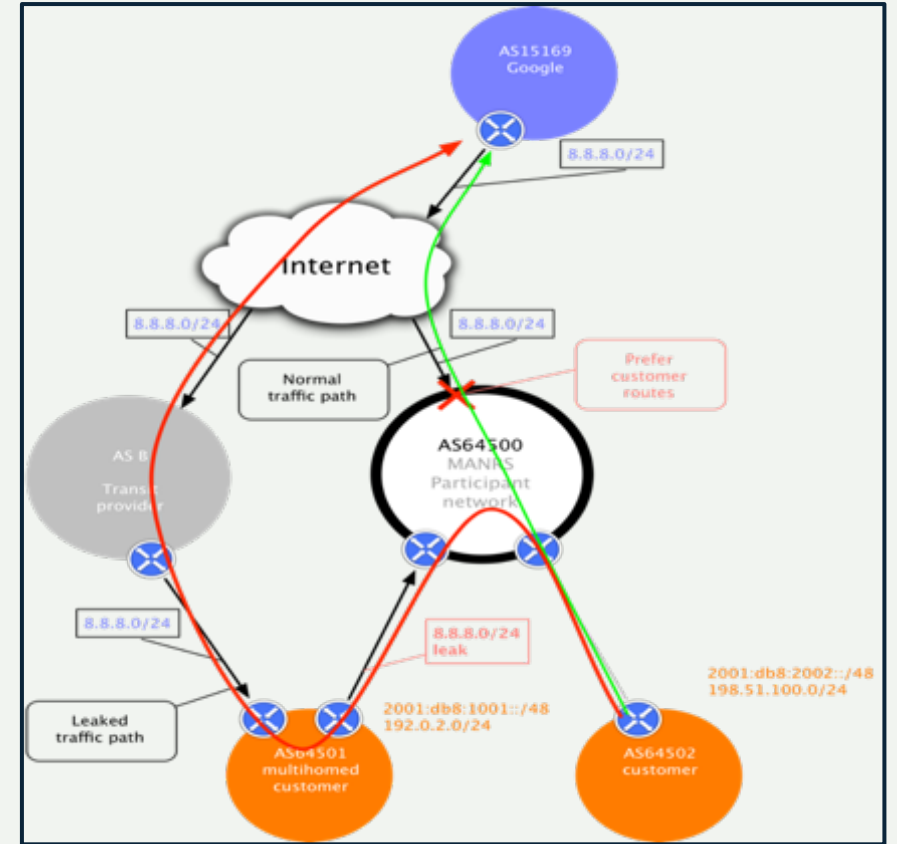 AS15169
Google
8.8.8.0/24
Internet
8.8.8.0/24
8.8.8.0/24
Normal
traffic path
Prefer
customer
routes
AS B
Transit
provider
AS64500
MANRS
Participant
network
8.8.8.0/24
8.8.8.0/24
leak
2001:db8:2002::/48
198.51.100.0/24
Leaked
traffic path
2001:db8:1001::/48
192.0.2.0/24
AS64501
multihomed
customer
AS64502
customer